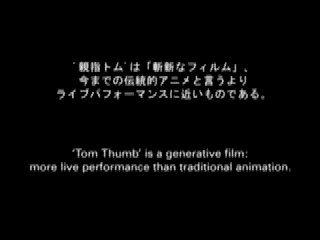 '親指トム'は「斬新なフィルム」、
今までの伝統的アニメと言うより
ライブパフォーマンスに近いものである。
'Tom Thumb' is a generative film:
more live performance than traditional animation.